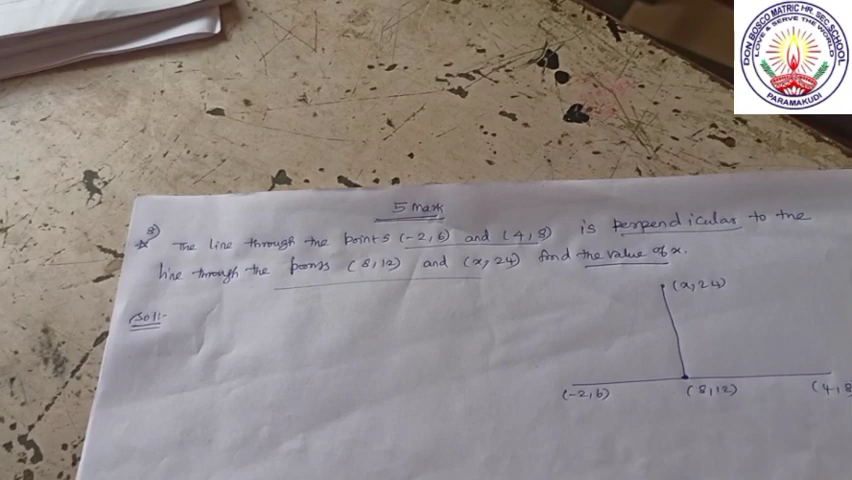 DON BOSCO MATRIC HR. SEC SCHOOL
LOVE & SERVE THE WORLD
PARAMAKUDI
5 Mark
8)
The line through the points (-2, 6) and (4, 8) is perpendicular to the
line through the points (8, 12) and (x, 24) find the value of x.
Sol:-
(x, 24)
(-2, 6) (8, 12) (4, 8